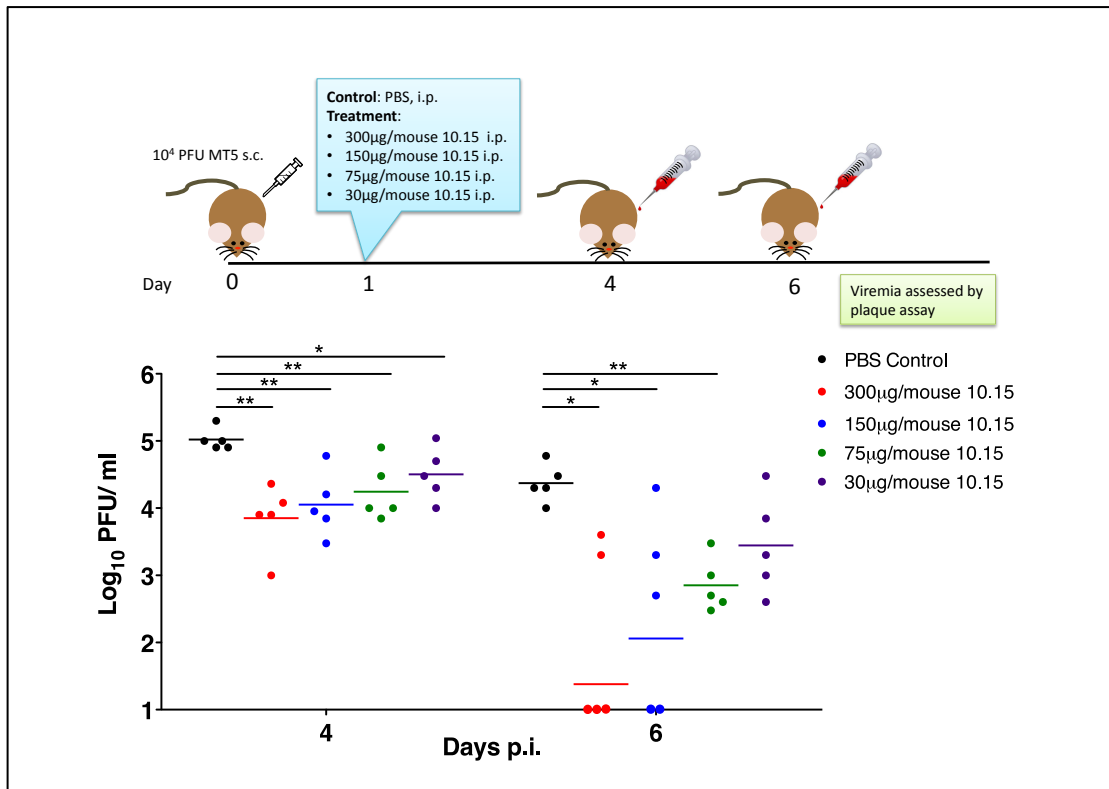 Control: PBS, i.p.
Treatment:
• 300µg/mouse 10.15 i.p.
• 150µg/mouse 10.15 i.p.
• 75µg/mouse 10.15 i.p.
• 30µg/mouse 10.15 i.p.
10⁴ PFU MT5 s.c.
Day 0 1 4 6
Viremia assessed by
plaque assay
* ** ** **
** * *
Log₁₀ PFU/ ml
6
5
4
3
2
1
4 6
Days p.i.
PBS Control
300µg/mouse 10.15
150µg/mouse 10.15
75µg/mouse 10.15
30µg/mouse 10.15